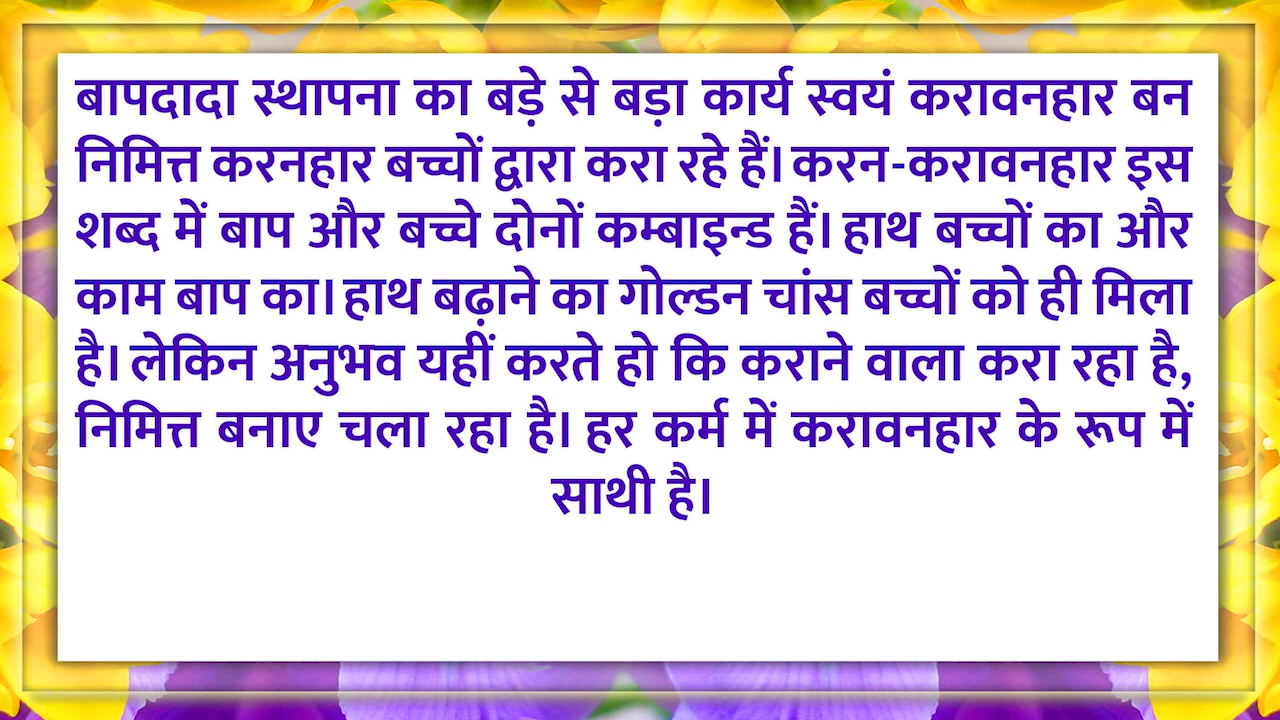 बापदादा स्थापना का बड़े से बड़ा कार्य स्वयं करावनहार बन
निमित्त करनहार बच्चों द्वारा करा रहे हैं। करन-करावनहार इस
शब्द में बाप और बच्चे दोनों कम्बाइन्ड हैं। हाथ बच्चों का और
काम बाप का। हाथ बढ़ाने का गोल्डन चांस बच्चों को ही मिला
है। लेकिन अनुभव यहीं करते हो कि कराने वाला करा रहा है,
निमित्त बनाए चला रहा है। हर कर्म में करावनहार के रूप में
साथी है।